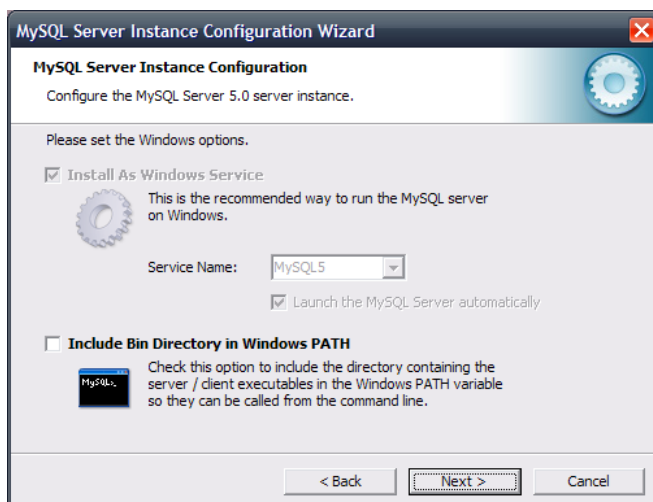 MySQL Server Instance Configuration Wizard
MySQL Server Instance Configuration
Configure the MySQL Server 5.0 server instance.
Please set the Windows options.
Install As Windows Service
This is the recommended way to run the MySQL server
on Windows.
Service Name:
MySQL5
Launch the MySQL Server automatically
Include Bin Directory in Windows PATH
MySQL>_
Check this option to include the directory containing the
server / client executables in the Windows PATH variable
so they can be called from the command line.
< Back
Next >
Cancel